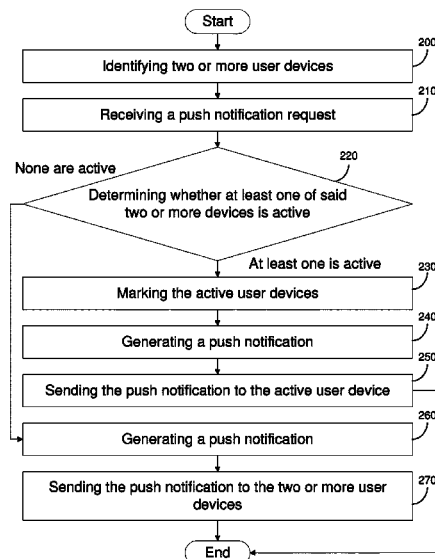 Start
200
Identifying two or more user devices
210
Receiving a push notification request
220
None are active
Determining whether at least one of said
two or more devices is active
At least one is active
230
Marking the active user devices
240
Generating a push notification
250
Sending the push notification to the active user device
260
Generating a push notification
270
Sending the push notification to the two or more user
devices
End